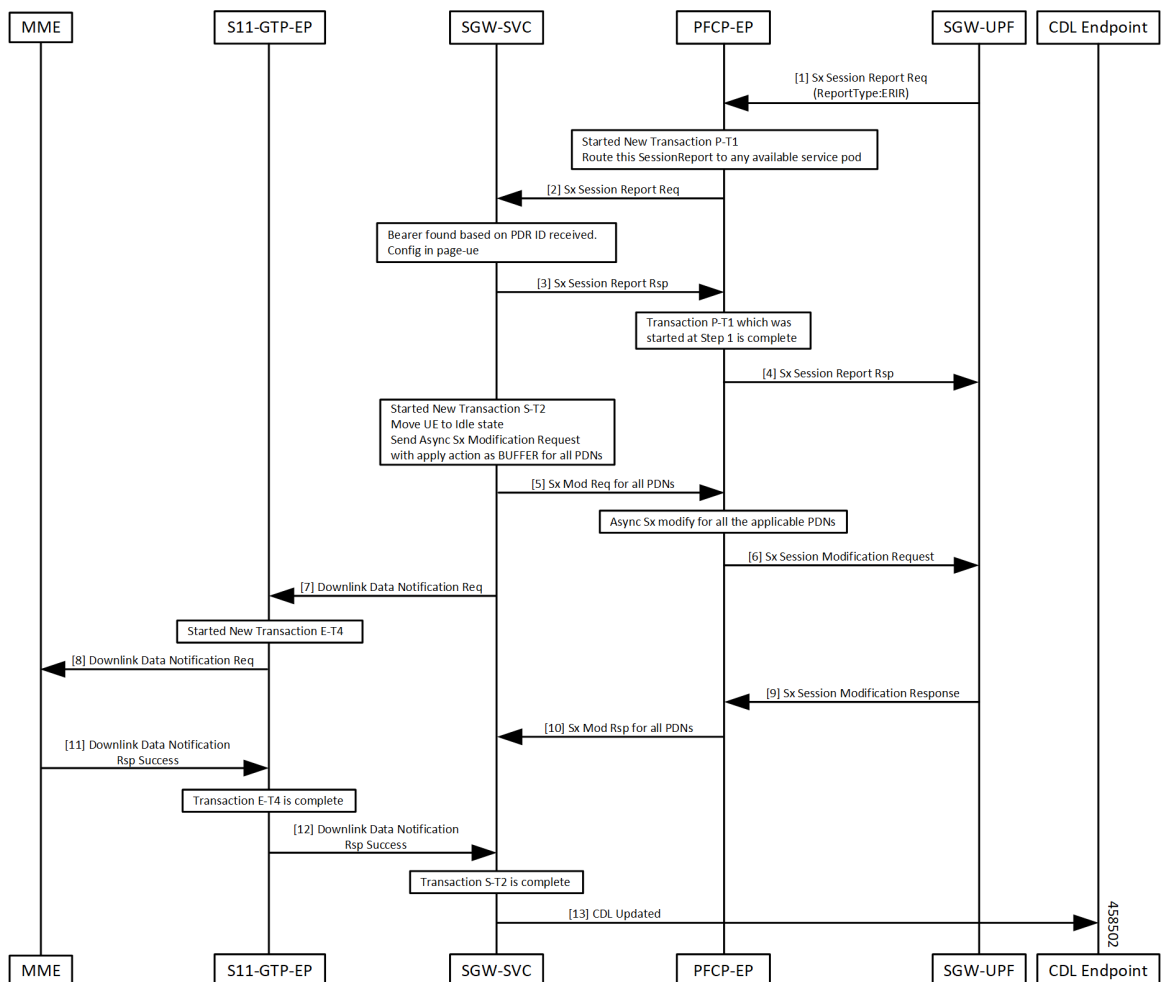 MME
S11-GTP-EP
SGW-SVC
PFCP-EP
SGW-UPF
CDL Endpoint
[1] Sx Session Report Req
(ReportType:ERIR)
Started New Transaction P-T1
Route this SessionReport to any available service pod
[2] Sx Session Report Req
Bearer found based on PDR ID received.
Config in page-ue
[3] Sx Session Report Rsp
Transaction P-T1 which was
started at Step 1 is complete
[4] Sx Session Report Rsp
Started New Transaction S-T2
Move UE to Idle state
Send Async Sx Modification Request
with apply action as BUFFER for all PDNs
[5] Sx Mod Req for all PDNs
Async Sx modify for all the applicable PDNs
[6] Sx Session Modification Request
[7] Downlink Data Notification Req
Started New Transaction E-T4
[8] Downlink Data Notification Req
[9] Sx Session Modification Response
[10] Sx Mod Rsp for all PDNs
[11] Downlink Data Notification
Rsp Success
Transaction E-T4 is complete
[12] Downlink Data Notification
Rsp Success
Transaction S-T2 is complete
[13] CDL Updated
458502
MME
S11-GTP-EP
SGW-SVC
PFCP-EP
SGW-UPF
CDL Endpoint